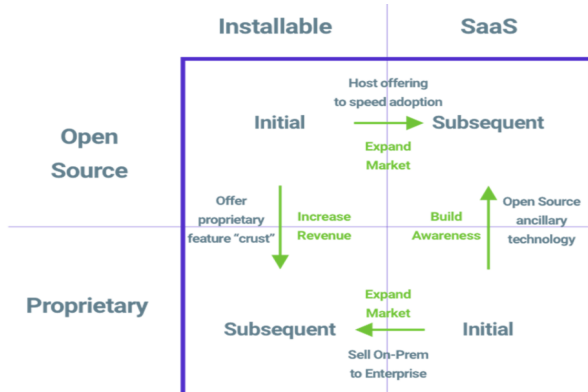 Installable
SaaS
Host offering
to speed adoption
Open
Source
Initial
Subsequent
Expand
Market
Offer
proprietary
feature “crust”
Increase
Revenue
Build
Awareness
Open Source
ancillary
technology
Proprietary
Expand
Market
Subsequent
Initial
Sell On-Prem
to Enterprise